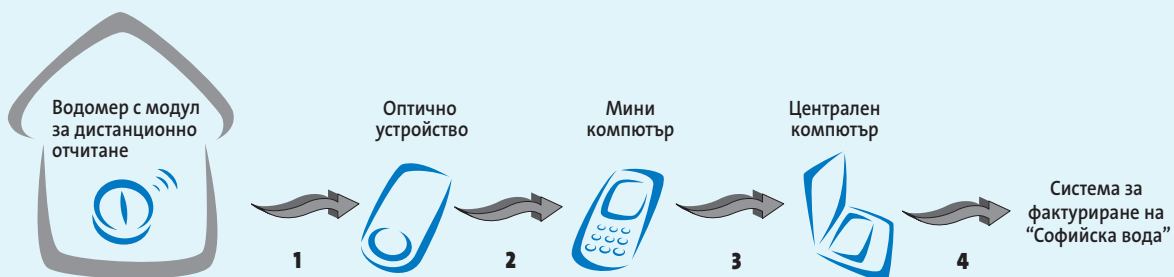 Водомер с модул
за дистанционно
отчитане
Оптично
устройство
Мини
компютър
Централен
компютър
Система за
фактуриране на
“Софийска вода”
1
2
3
4